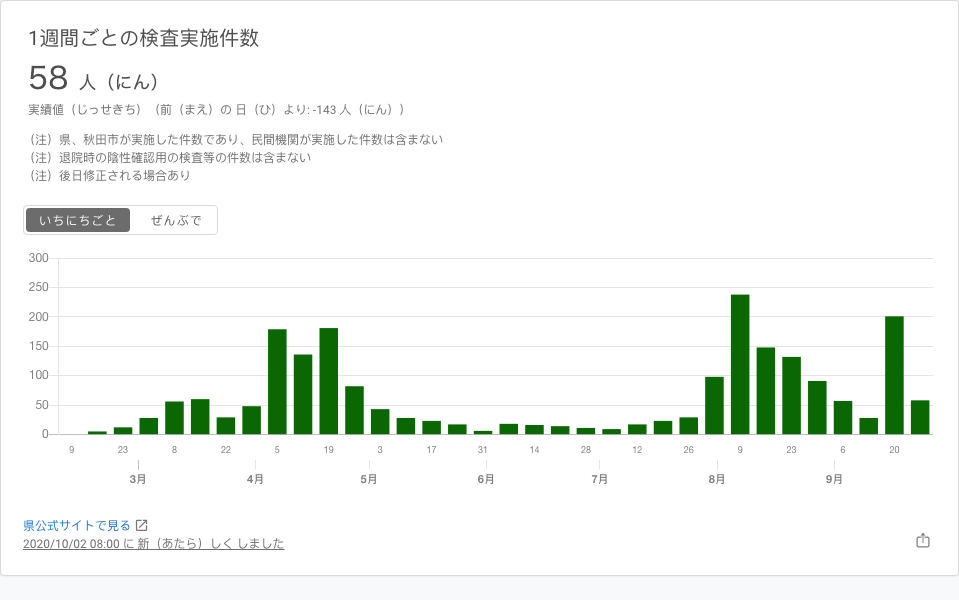 1週間ごとの検査実施件数
58 人（にん）
実績値（じっせきち）（前（まえ）の 日（ひ）より: -143 人（にん））
（注）県、秋田市が実施した件数であり、民間機関が実施した件数は含まない
（注）退院時の陰性確認用の検査等の件数は含まない
（注）後日修正される場合あり
いちにちごと ぜんぶで
300
250
200
150
100
50
0
9 23 8 22 5 19 3 17 31 14 28 12 26 9 23 6 20
3月 4月 5月 6月 7月 8月 9月
県公式サイトで見る
2020/10/02 08:00 に 新（あたら）しく しました